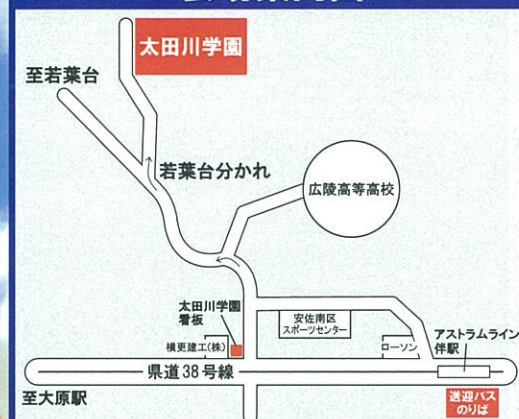 太田川学園
至若葉台
若葉台分かれ
広陵高等高校
太田川学園
看板
横更建工(株)
安佐南区
スポーツセンター
ローソン
アストラムライン
伴駅
県道38号線
至大原駅
送迎バス
のりば